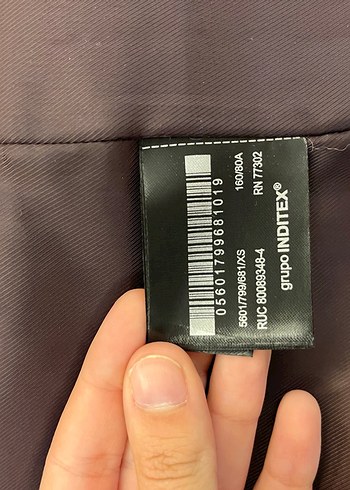 05601799681019
5601/799/681/XS 160/80A
RUC 80089348-4 RN 77302
grupo INDITEX®